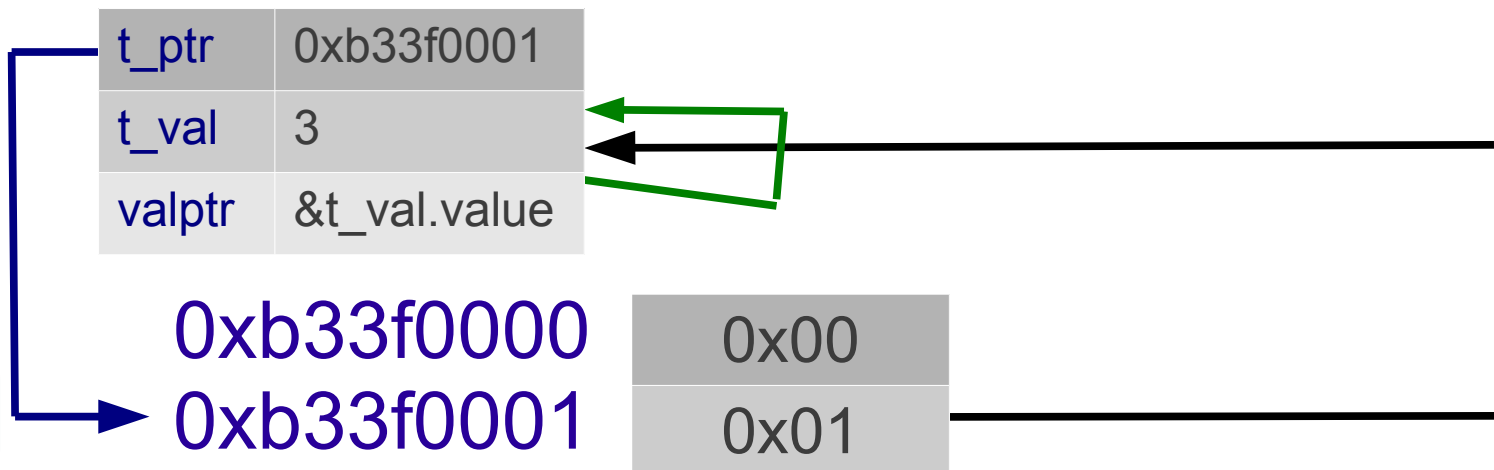 t_ptr 0xb33f0001
t_val 3
valptr &t_val.value
0xb33f0000 0x00
0xb33f0001 0x01